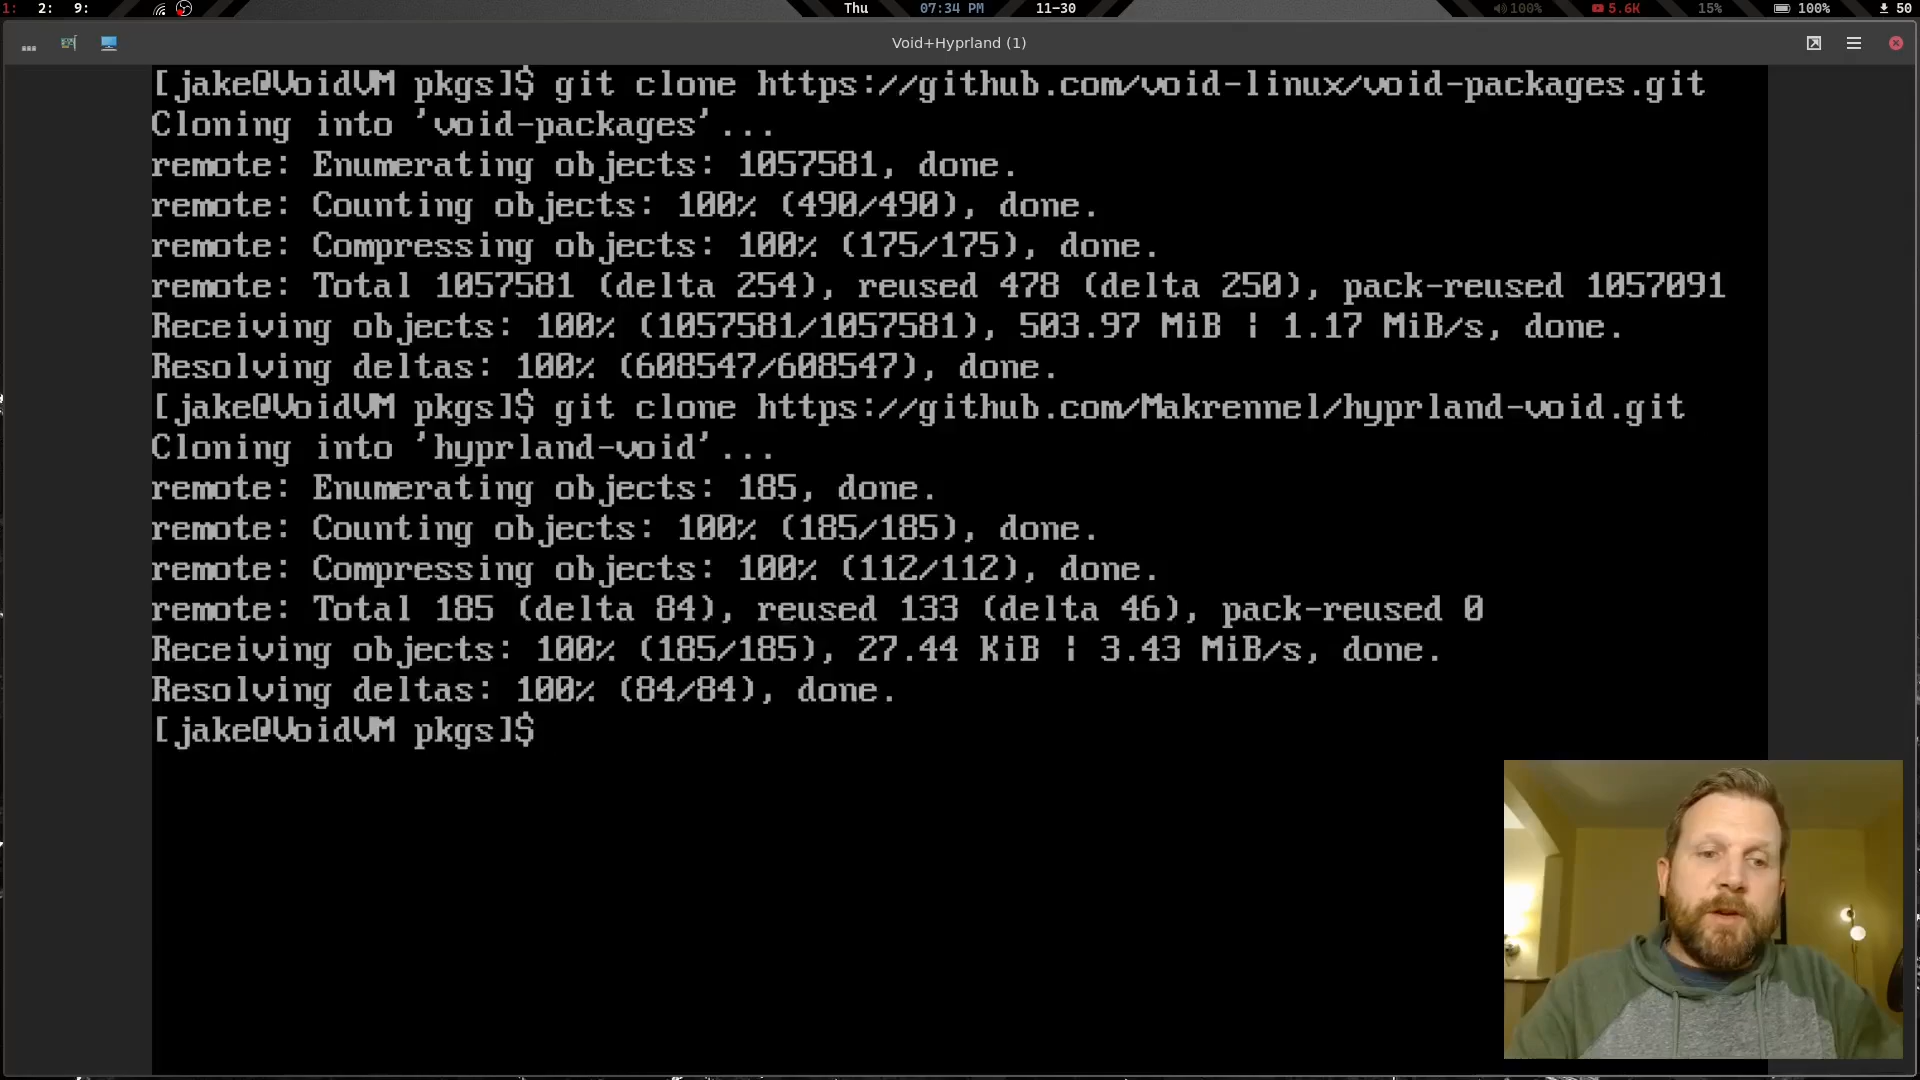 1: 2: 9: Thu 07:34 PM 11-30 100% 5.6K 15% 100% 50
Void+Hyprland (1)
[jake@VoidVM pkgs]$ git clone https://github.com/void-linux/void-packages.git
Cloning into 'void-packages'...
remote: Enumerating objects: 1057581, done.
remote: Counting objects: 100% (490/490), done.
remote: Compressing objects: 100% (175/175), done.
remote: Total 1057581 (delta 254), reused 478 (delta 250), pack-reused 1057091
Receiving objects: 100% (1057581/1057581), 503.97 MiB | 1.17 MiB/s, done.
Resolving deltas: 100% (608547/608547), done.
[jake@VoidVM pkgs]$ git clone https://github.com/Makrennel/hyprland-void.git
Cloning into 'hyprland-void'...
remote: Enumerating objects: 185, done.
remote: Counting objects: 100% (185/185), done.
remote: Compressing objects: 100% (112/112), done.
remote: Total 185 (delta 84), reused 133 (delta 46), pack-reused 0
Receiving objects: 100% (185/185), 27.44 KiB | 3.43 MiB/s, done.
Resolving deltas: 100% (84/84), done.
[jake@VoidVM pkgs]$